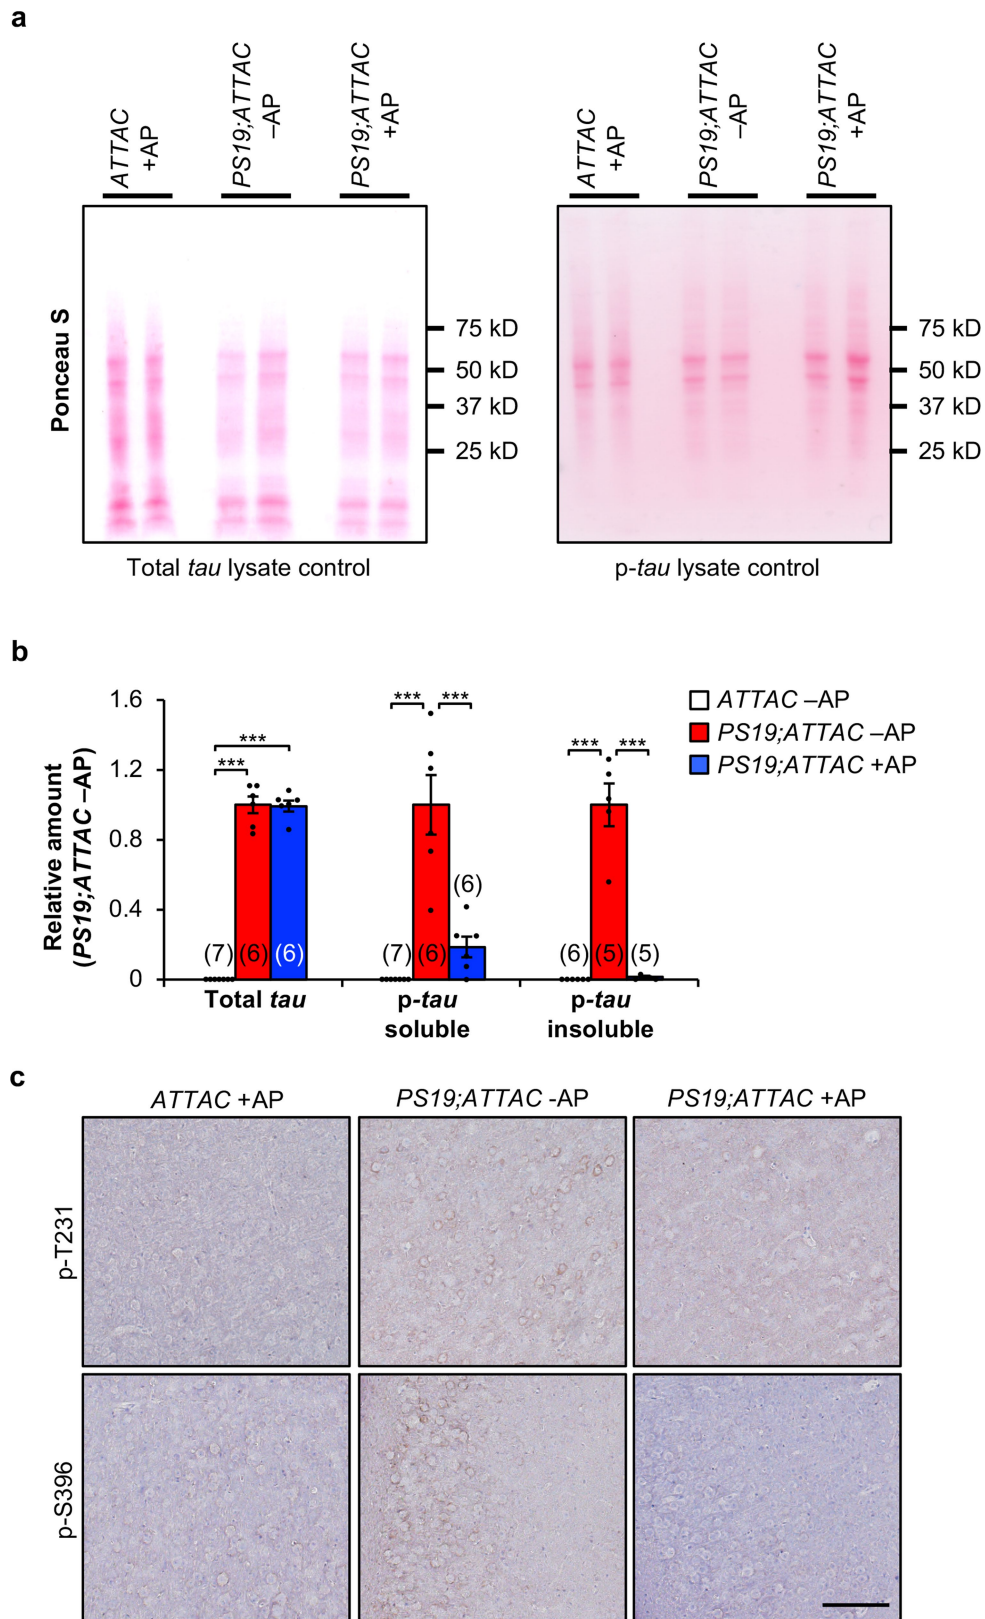 a
ATTAC
+AP
PS19;ATTAC
–AP
PS19;ATTAC
+AP
ATTAC
+AP
PS19;ATTAC
–AP
PS19;ATTAC
+AP
Ponceau S
75 kD
50 kD
37 kD
25 kD
75 kD
50 kD
37 kD
25 kD
Total tau lysate control
p-tau lysate control
b
Relative amount
(PS19;ATTAC –AP)
1.6
1.2
0.8
0.4
0
*** 
***
*** ***
*** ***
(7) (6) (6)
(7) (6) (6)
(6) (5) (5)
Total tau
p-tau
soluble
p-tau
insoluble
ATTAC –AP
PS19;ATTAC –AP
PS19;ATTAC +AP
c
ATTAC +AP
PS19;ATTAC -AP
PS19;ATTAC +AP
p-T231
p-S396